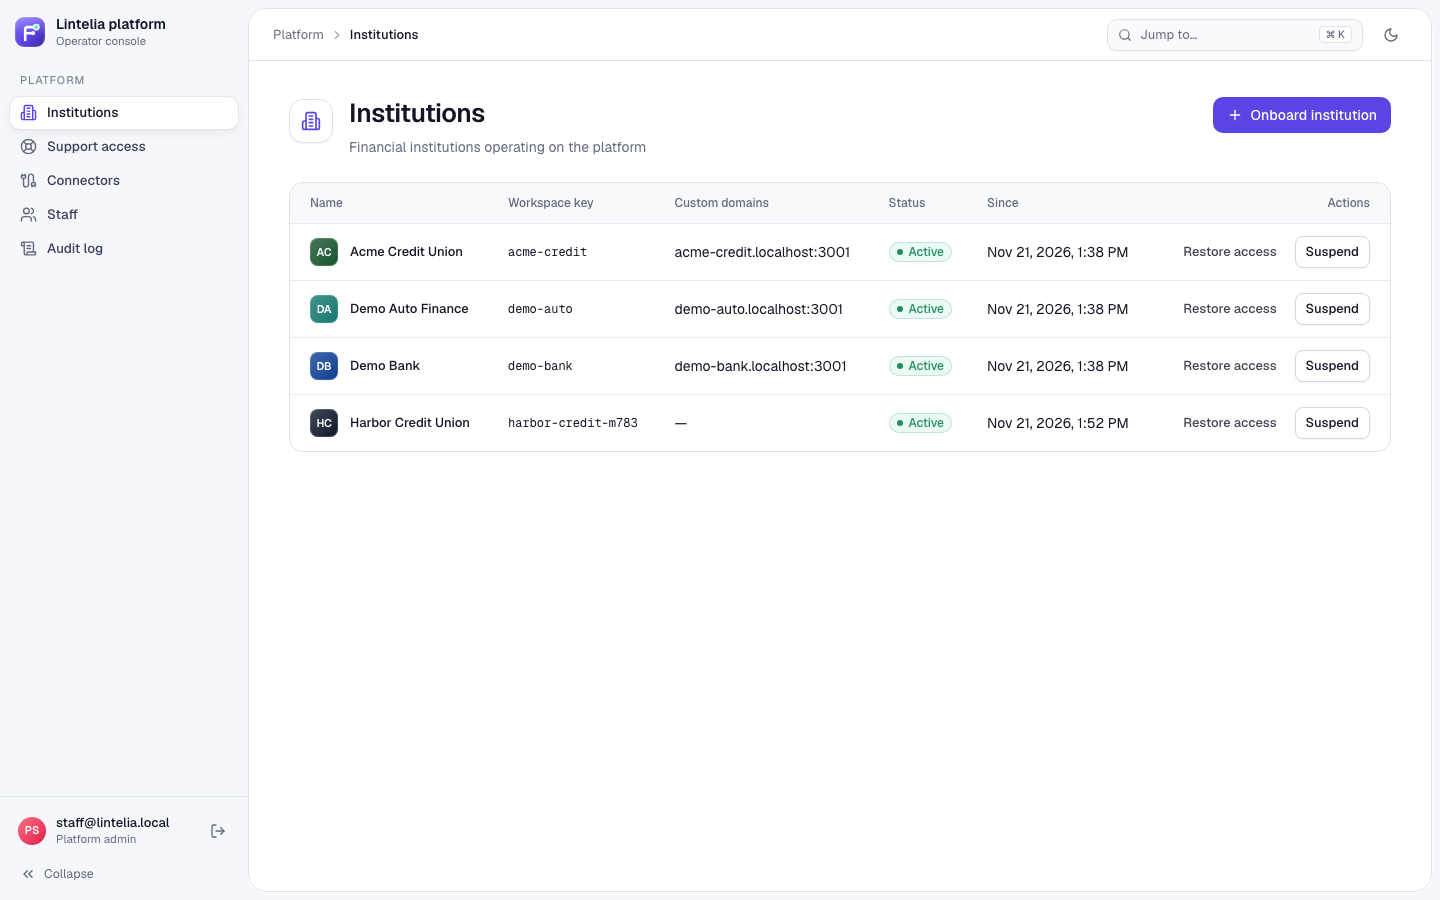 Lintelia platform
Operator console
PLATFORM
Institutions
Support access
Connectors
Staff
Audit log
staff@lintelia.local
PS
Platform admin
Collapse
Platform > Institutions
Jump to…
⌘ K
Institutions
Financial institutions operating on the platform
Onboard institution
Name Workspace key Custom domains Status Since Actions
AC Acme Credit Union acme-credit acme-credit.localhost:3001 Active Nov 21, 2026, 1:38 PM Restore access Suspend
DA Demo Auto Finance demo-auto demo-auto.localhost:3001 Active Nov 21, 2026, 1:38 PM Restore access Suspend
DB Demo Bank demo-bank demo-bank.localhost:3001 Active Nov 21, 2026, 1:38 PM Restore access Suspend
HC Harbor Credit Union harbor-credit-m783 — Active Nov 21, 2026, 1:52 PM Restore access Suspend